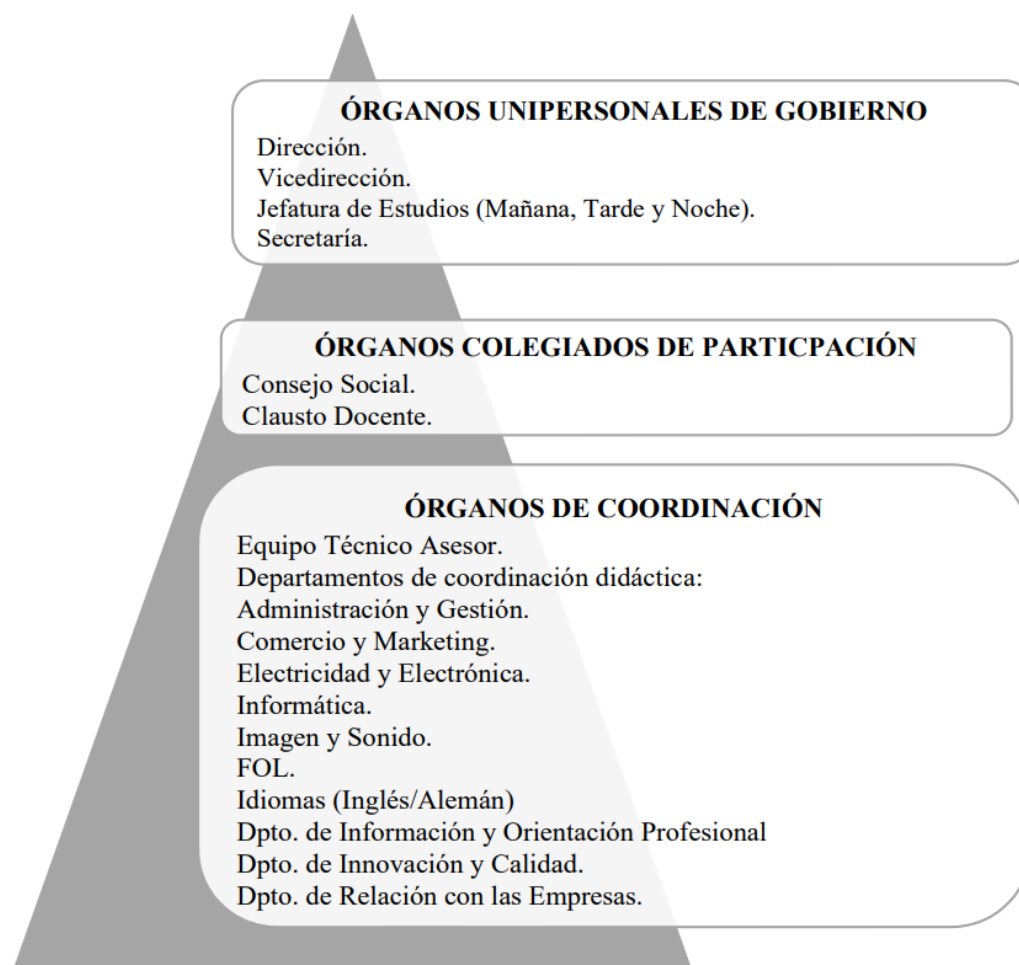 ÓRGANOS UNIPERSONALES DE GOBIERNO
Dirección.
Vicedirección.
Jefatura de Estudios (Mañana, Tarde y Noche).
Secretaría.
ÓRGANOS COLEGIADOS DE PARTICPACIÓN
Consejo Social.
Clausto Docente.
ÓRGANOS DE COORDINACIÓN
Equipo Técnico Asesor.
Departamentos de coordinación didáctica:
Administración y Gestión.
Comercio y Marketing.
Electricidad y Electrónica.
Informática.
Imagen y Sonido.
FOL.
Idiomas (Inglés/Alemán)
Dpto. de Información y Orientación Profesional
Dpto. de Innovación y Calidad.
Dpto. de Relación con las Empresas.